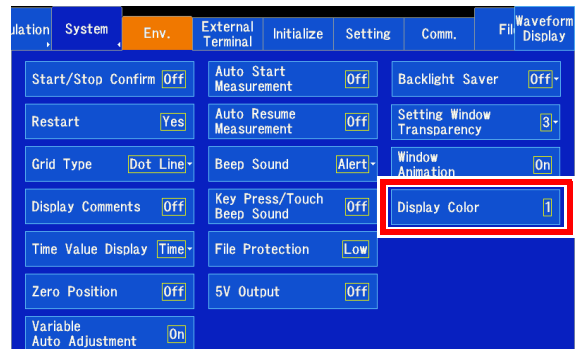 ulation
System
Env.
External
Terminal
Initialize
Setting
Comm.
Fil
Waveform
Display
Start/Stop Confirm Off
Restart Yes
Grid Type Dot Line
Display Comments Off
Time Value Display Time
Zero Position Off
Variable
Auto Adjustment On
Auto Start
Measurement Off
Auto Resume
Measurement Off
Beep Sound Alert
Key Press/Touch
Beep Sound Off
File Protection Low
5V Output Off
Backlight Saver Off
Setting Window
Transparency 3
Window
Animation On
Display Color 1